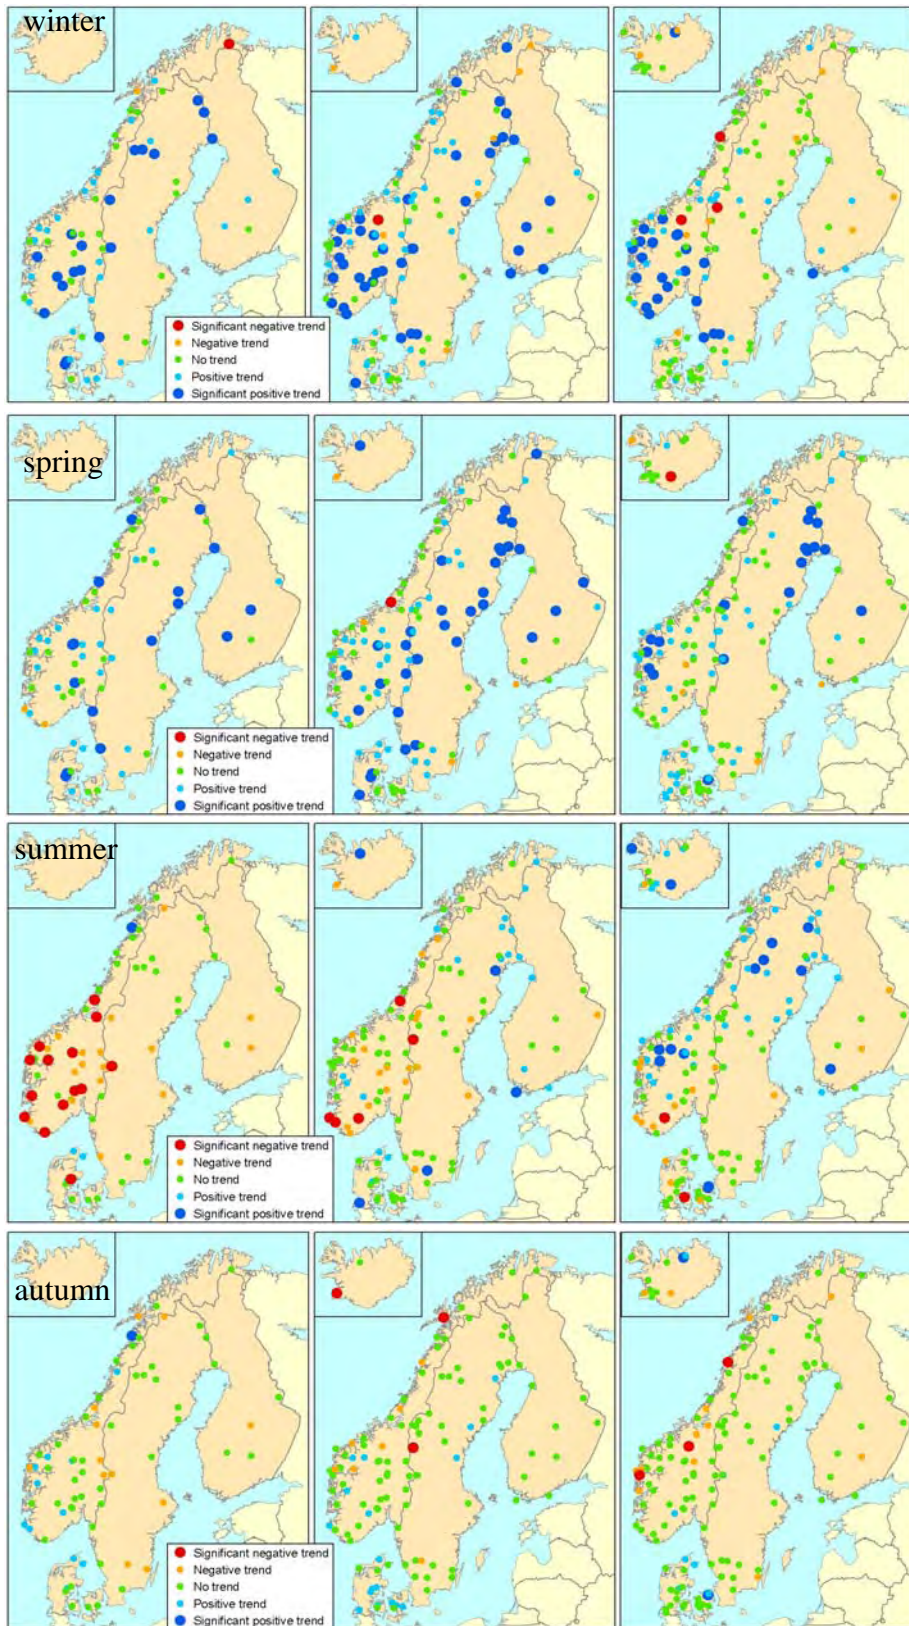 winter
Significant negative trend
Negative trend
No trend
Positive trend
Significant positive trend
spring
Significant negative trend
Negative trend
No trend
Positive trend
Significant positive trend
summer
Significant negative trend
Negative trend
No trend
Positive trend
Significant positive trend
autumn
Significant negative trend
Negative trend
No trend
Positive trend
Significant positive trend